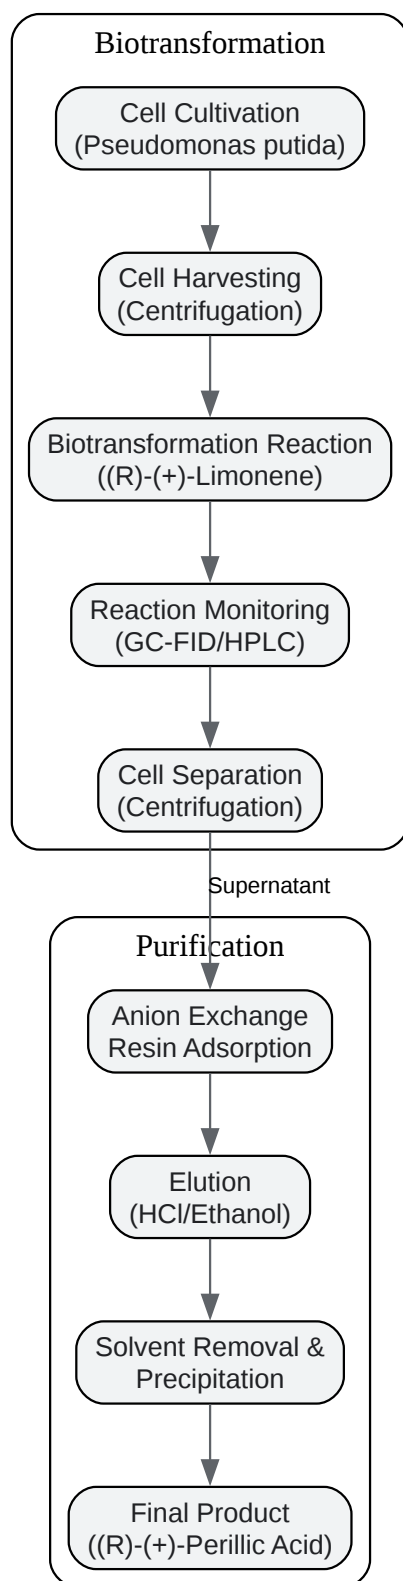 Biotransformation
Cell Cultivation
(Pseudomonas putida)
Cell Harvesting
(Centrifugation)
Biotransformation Reaction
((R)-(+)-Limonene)
Reaction Monitoring
(GC-FID/HPLC)
Cell Separation
(Centrifugation)
Supernatant
Purification
Anion Exchange
Resin Adsorption
Elution
(HCl/Ethanol)
Solvent Removal &
Precipitation
Final Product
((R)-(+)-Perillic Acid)